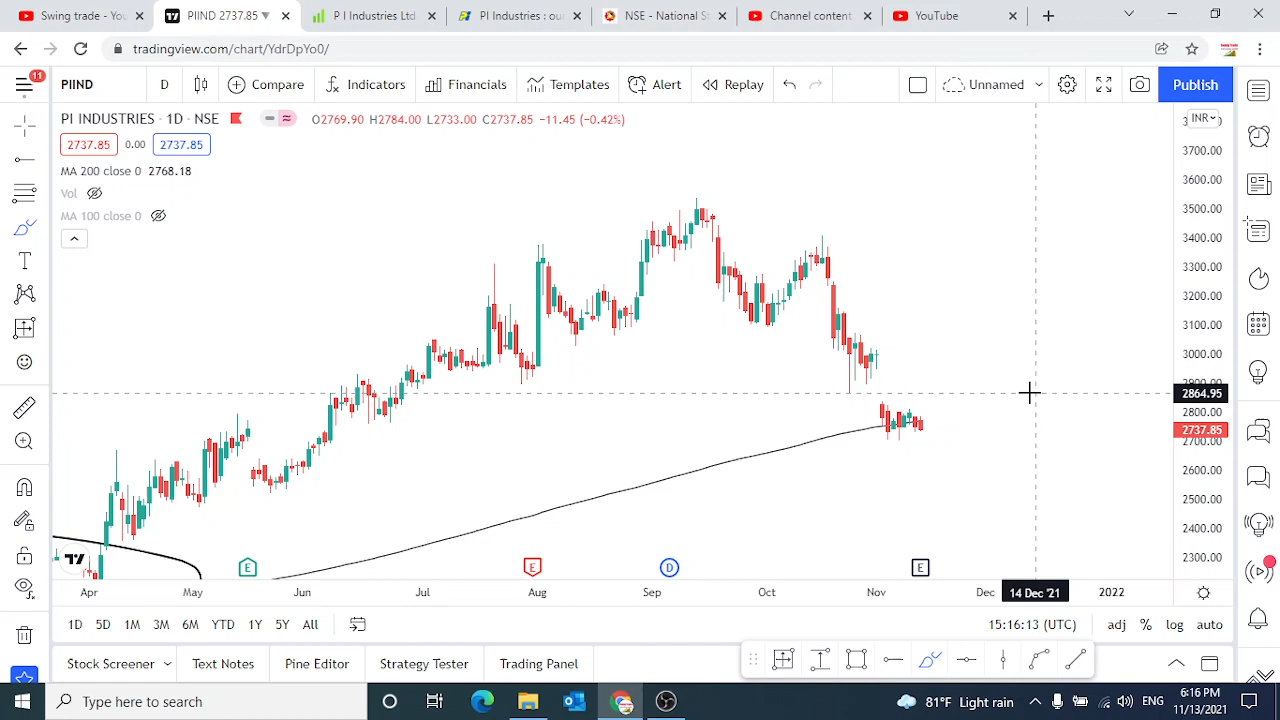 Swing trade - You
PIIND 2737.85 ▼
PI Industries Ltd
PI Industries : our
NSE - National S
Channel content
YouTube
tradingview.com/chart/YdrDpYo0/
11
PIIND
D
Compare
Indicators
Financials
Templates
Alert
Replay
Unnamed
Publish
PI INDUSTRIES · 1D · NSE
O2769.90 H2784.00 L2733.00 C2737.85 −11.45 (−0.42%)
INR
2737.85
0.00
2737.85
MA 200 close 0 2768.18
Vol
MA 100 close 0
3700.00
3600.00
3500.00
3400.00
3300.00
3200.00
3100.00
3000.00
2900.00
2864.95
2800.00
2737.85
2700.00
2600.00
2500.00
2400.00
2300.00
E
E
D
E
Apr
May
Jun
Jul
Aug
Sep
Oct
Nov
Dec
14 Dec '21
2022
1D
5D
1M
3M
6M
YTD
1Y
5Y
All
15:16:13 (UTC)
adj
%
log
auto
Stock Screener
Text Notes
Pine Editor
Strategy Tester
Trading Panel
Type here to search
81°F Light rain
ENG
6:16 PM
11/13/2021